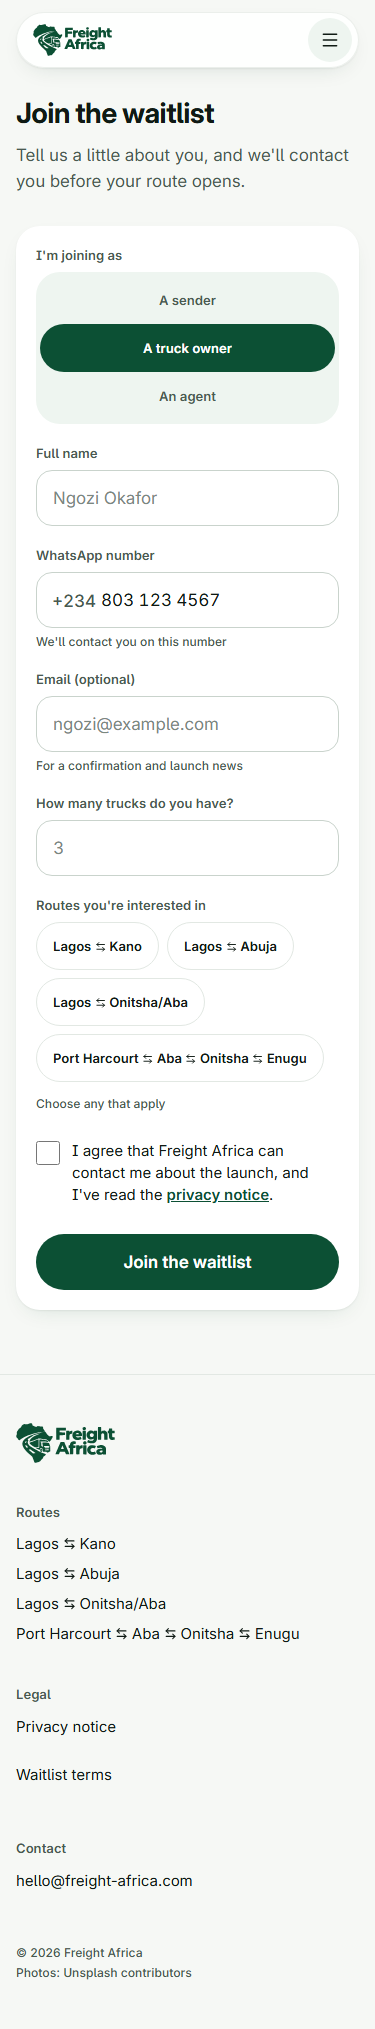 Freight
Africa
Join the waitlist
Tell us a little about you, and we'll contact
you before your route opens.
I'm joining as
A sender
A truck owner
An agent
Full name
Ngozi Okafor
WhatsApp number
+234 803 123 4567
We'll contact you on this number
Email (optional)
ngozi@example.com
For a confirmation and launch news
How many trucks do you have?
3
Routes you're interested in
Lagos ⇆ Kano
Lagos ⇆ Abuja
Lagos ⇆ Onitsha/Aba
Port Harcourt ⇆ Aba ⇆ Onitsha ⇆ Enugu
Choose any that apply
I agree that Freight Africa can
contact me about the launch, and
I've read the privacy notice.
Join the waitlist
Freight
Africa
Routes
Lagos ⇆ Kano
Lagos ⇆ Abuja
Lagos ⇆ Onitsha/Aba
Port Harcourt ⇆ Aba ⇆ Onitsha ⇆ Enugu
Legal
Privacy notice
Waitlist terms
Contact
hello@freight-africa.com
© 2026 Freight Africa
Photos: Unsplash contributors